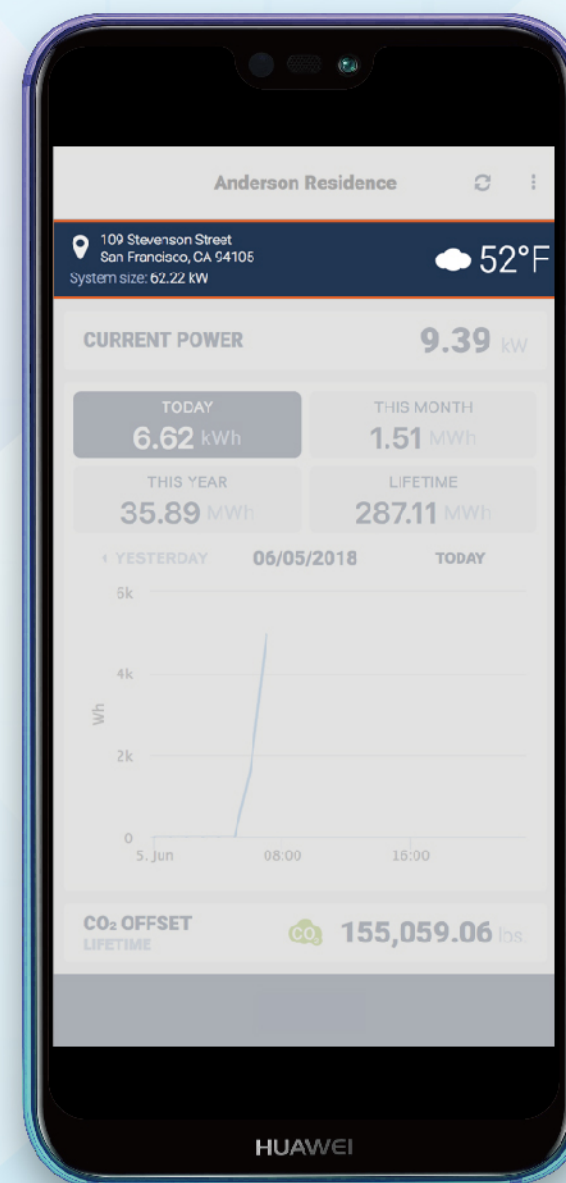 Anderson Residence
109 Stevenson Street
San Francisco, CA 94105
System size: 62.22 kW
52°F
CURRENT POWER 9.39 kW
TODAY THIS MONTH
6.62 kWh 1.51 MWh
THIS YEAR LIFETIME
35.89 MWh 287.11 MWh
YESTERDAY 06/05/2018 TODAY
6k
4k
Wh
2k
0
5. Jun 08:00 16:00
CO₂ OFFSET CO₂ 155,059.06 lbs.
LIFETIME
HUAWEI